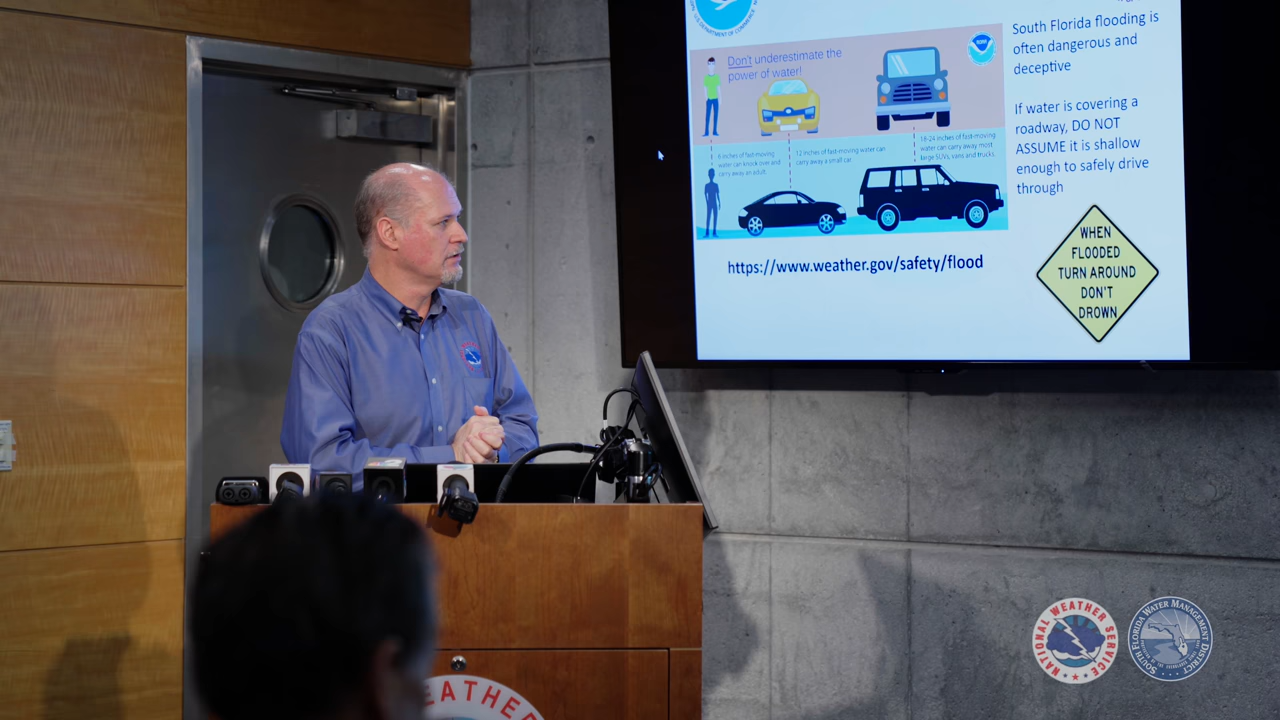 U.S. DEPARTMENT OF COMMERCE
South Florida flooding is
often dangerous and
deceptive
If water is covering a
roadway, DO NOT
ASSUME it is shallow
enough to safely drive
through
Don't underestimate the
power of water!
6 inches of fast-moving
water can knock over and
carry away an adult.
12 inches of fast-moving water can
carry away a small car.
18-24 inches of fast-moving
water can carry away most
large SUVs, vans and trucks.
https://www.weather.gov/safety/flood
WHEN
FLOODED
TURN AROUND
DON'T
DROWN
EATHER
NATIONAL WEATHER SERVICE
SOUTH FLORIDA WATER MANAGEMENT DISTRICT